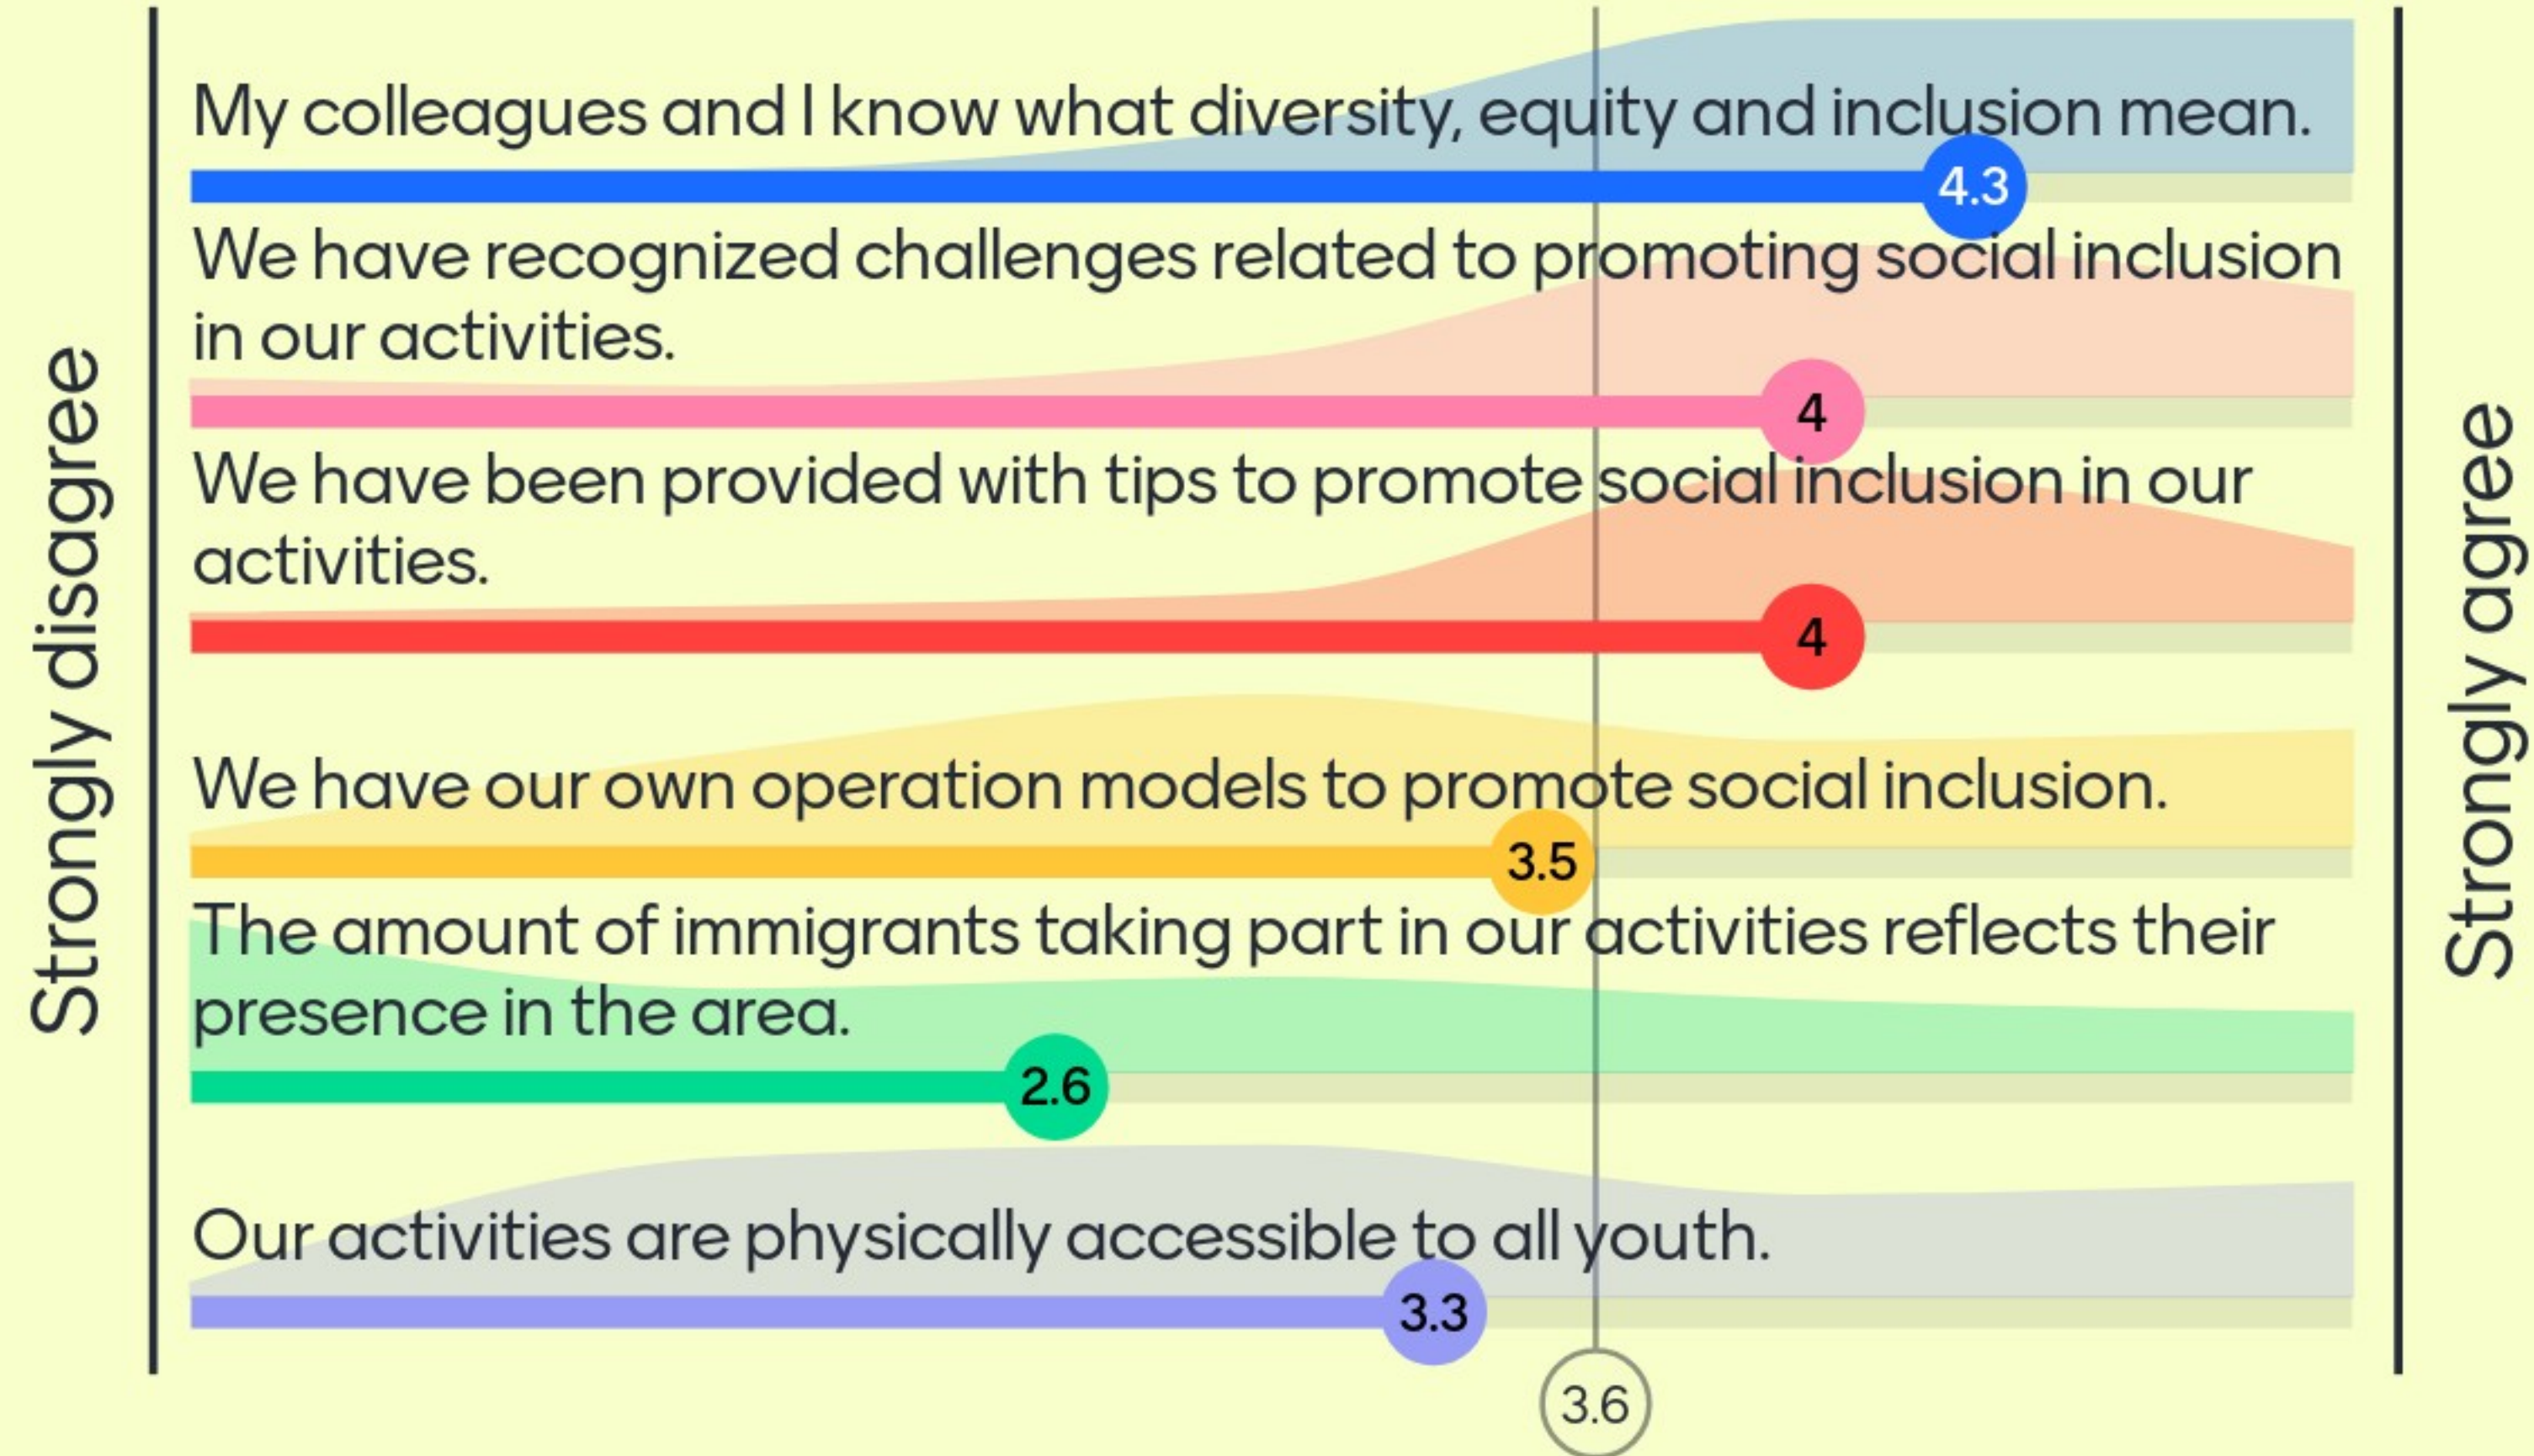 Strongly disagree
My colleagues and I know what diversity, equity and inclusion mean.
4.3
We have recognized challenges related to promoting social inclusion
in our activities.
4
We have been provided with tips to promote social inclusion in our
activities.
4
We have our own operation models to promote social inclusion.
3.5
The amount of immigrants taking part in our activities reflects their
presence in the area.
2.6
Our activities are physically accessible to all youth.
3.3
3.6
Strongly agree